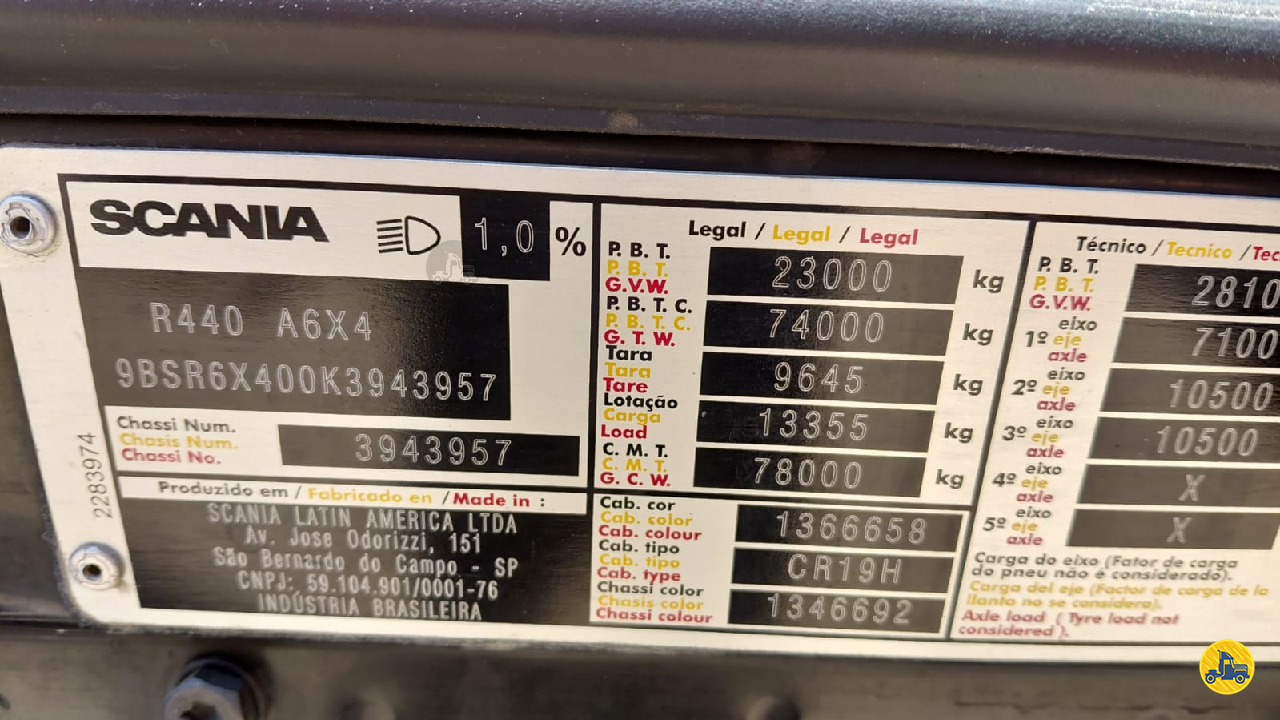 SCANIA 1,0 %
R440 A6X4
9BSR6X400K3943957
Chassi Num.
Chasis Num.
Chassi No.
3943957
2283974
Produzido em / Fabricado en / Made in :
SCANIA LATIN AMERICA LTDA
Av. Jose Odorizzi, 151
São Bernardo do Campo - SP
CNPJ: 59.104.901/0001-76
INDÚSTRIA BRASILEIRA
Legal / Legal / Legal
P. B. T.
P. B. T.
G.V.W.
23000 kg
P. B. T. C.
P. B. T. C.
G. T. W.
74000 kg
Tara
Tara
Tare
9645 kg
Lotação
Carga
Load
13355 kg
C. M. T.
C. M. T.
G. C. W.
78000 kg
Cab. cor
Cab. color
Cab. colour
1366658
Cab. tipo
Cab. tipo
Cab. type
CR19H
Chassi color
Chasis color
Chassi colour
1346692
Técnico / Tecnico / Tec
P. B. T.
P. B. T.
G.V.W.
2810
1º eixo
eje
axle
7100
2º eixo
eje
axle
10500
3º eixo
eje
axle
10500
4º eixo
eje
axle
X
5º eixo
eje
axle
X
Carga do eixo (Fator de carga
do pneu não é considerado).
Carga del eje (Factor de carga de la
llanta no se considera).
Axle load ( Tyre load not
considered ).